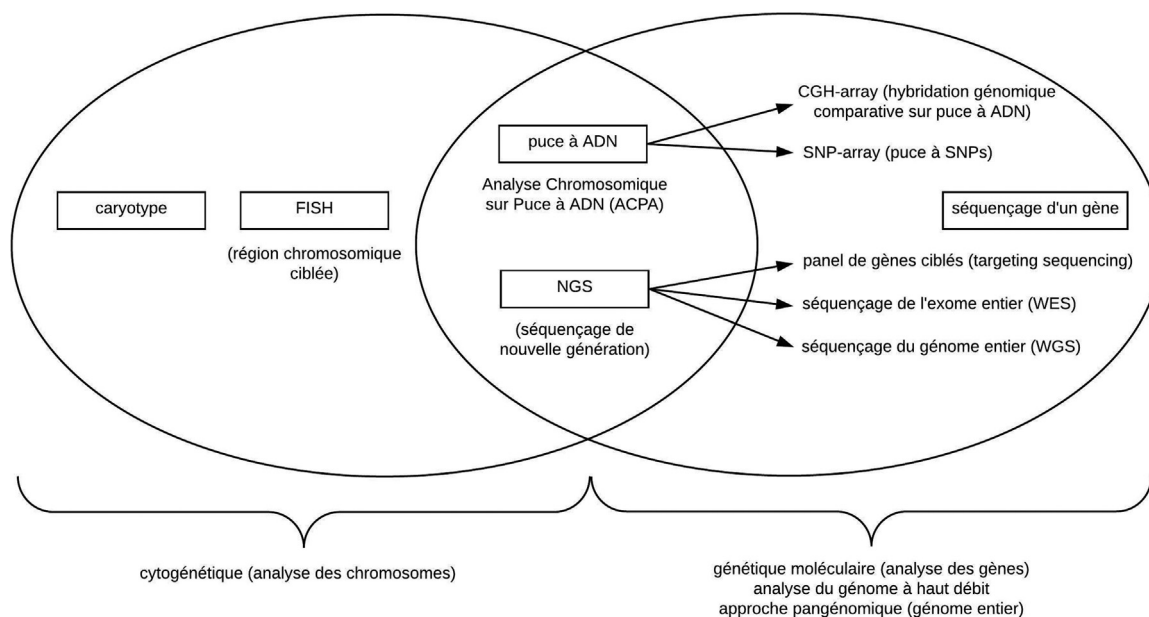 caryotype
FISH
(région chromosomique
ciblée)
puce à ADN
Analyse Chromosomique
sur Puce à ADN (ACPA)
NGS
(séquençage de
nouvelle génération)
CGH-array (hybridation génomique
comparative sur puce à ADN)
SNP-array (puce à SNPs)
séquençage d'un gène
panel de gènes ciblés (targeting sequencing)
séquençage de l'exome entier (WES)
séquençage du génome entier (WGS)
cytogénétique (analyse des chromosomes)
génétique moléculaire (analyse des gènes)
analyse du génome à haut débit
approche pangénomique (génome entier)